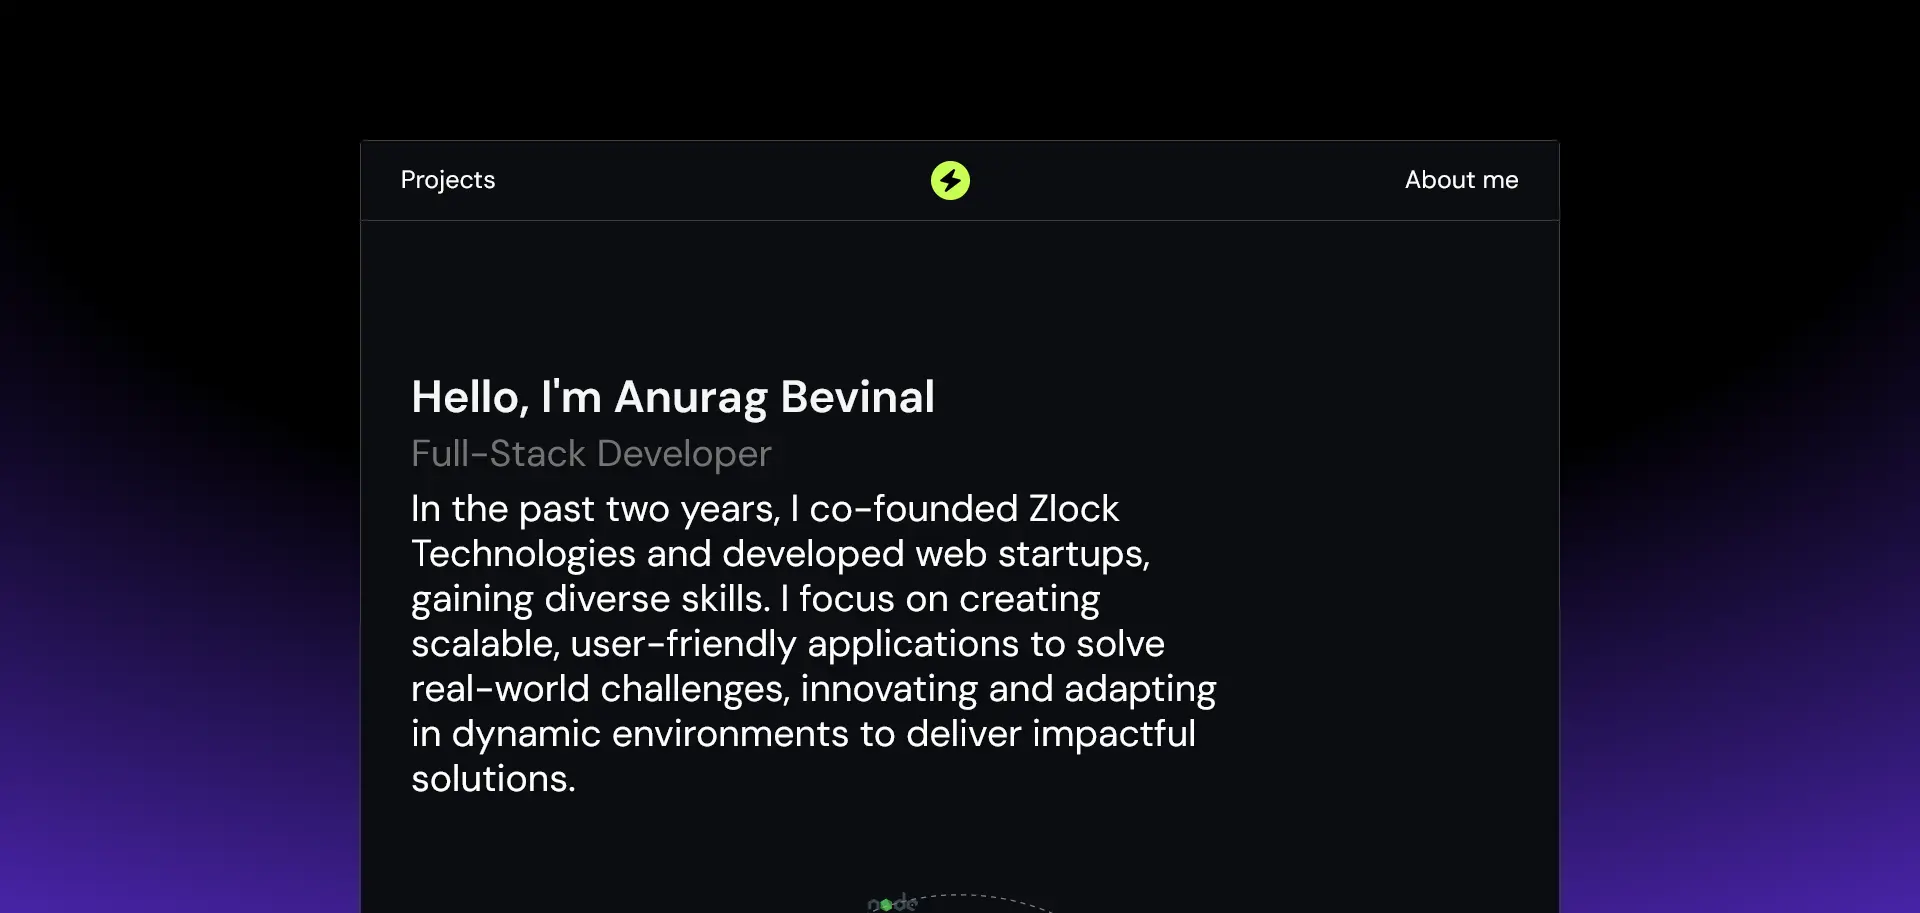 Projects
About me
Hello, I'm Anurag Bevinal
Full-Stack Developer
In the past two years, I co-founded Zlock
Technologies and developed web startups,
gaining diverse skills. I focus on creating
scalable, user-friendly applications to solve
real-world challenges, innovating and adapting
in dynamic environments to deliver impactful
solutions.
node